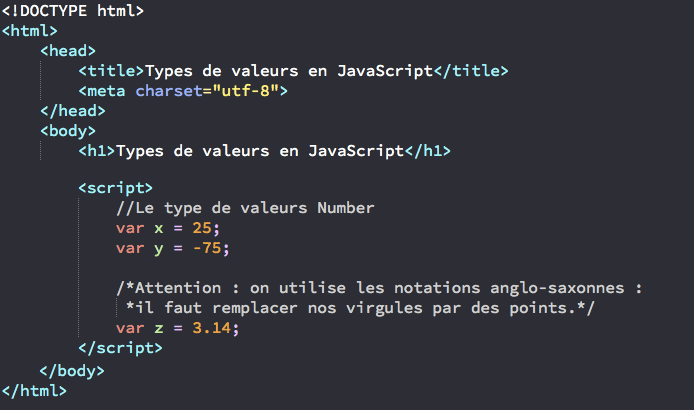 <!DOCTYPE html>
<html>
<head>
<title>Types de valeurs en JavaScript</title>
<meta charset="utf-8">
</head>
<body>
<h1>Types de valeurs en JavaScript</h1>
<script>
//Le type de valeurs Number
var x = 25;
var y = -75;
/*Attention : on utilise les notations anglo-saxonnes :
*il faut remplacer nos virgules par des points.*/
var z = 3.14;
</script>
</body>
</html>